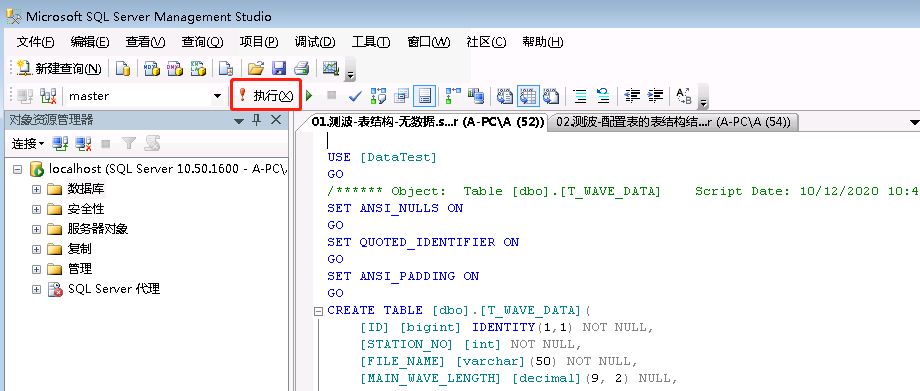 Microsoft SQL Server Management Studio
文件(F) 编辑(E) 查看(V) 查询(Q) 项目(P) 调试(D) 工具(T) 窗口(W) 社区(C) 帮助(H)
新建查询(N)
master 执行(X)
对象资源管理器
01.测波-表结构-无数据.s...r (A-PC\A (52)) 02.测波-配置表的表结构结...r (A-PC\A (54))
连接
localhost (SQL Server 10.50.1600 - A-PC\
数据库
安全性
服务器对象
复制
管理
SQL Server 代理
USE [DataTest]
GO
/****** Object: Table [dbo].[T_WAVE_DATA] Script Date: 10/12/2020 10:4
SET ANSI_NULLS ON
GO
SET QUOTED_IDENTIFIER ON
GO
SET ANSI_PADDING ON
GO
CREATE TABLE [dbo].[T_WAVE_DATA](
[ID] [bigint] IDENTITY(1,1) NOT NULL,
[STATION_NO] [int] NOT NULL,
[FILE_NAME] [varchar](50) NOT NULL,
[MAIN_WAVE_LENGTH] [decimal](9, 2) NULL,